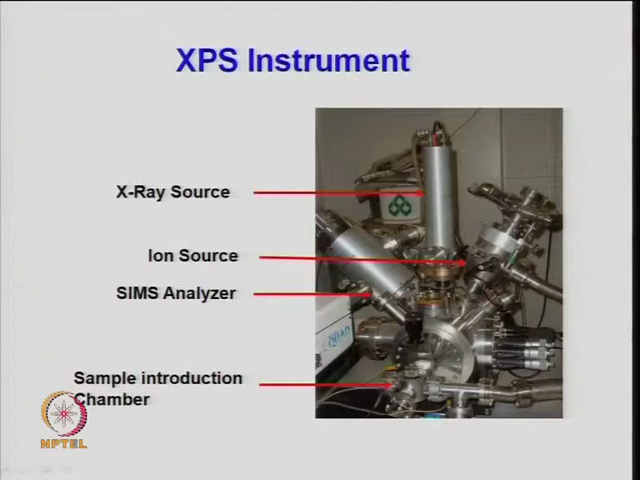 XPS Instrument
X-Ray Source
Ion Source
SIMS Analyzer
Sample introduction
Chamber
NPTEL